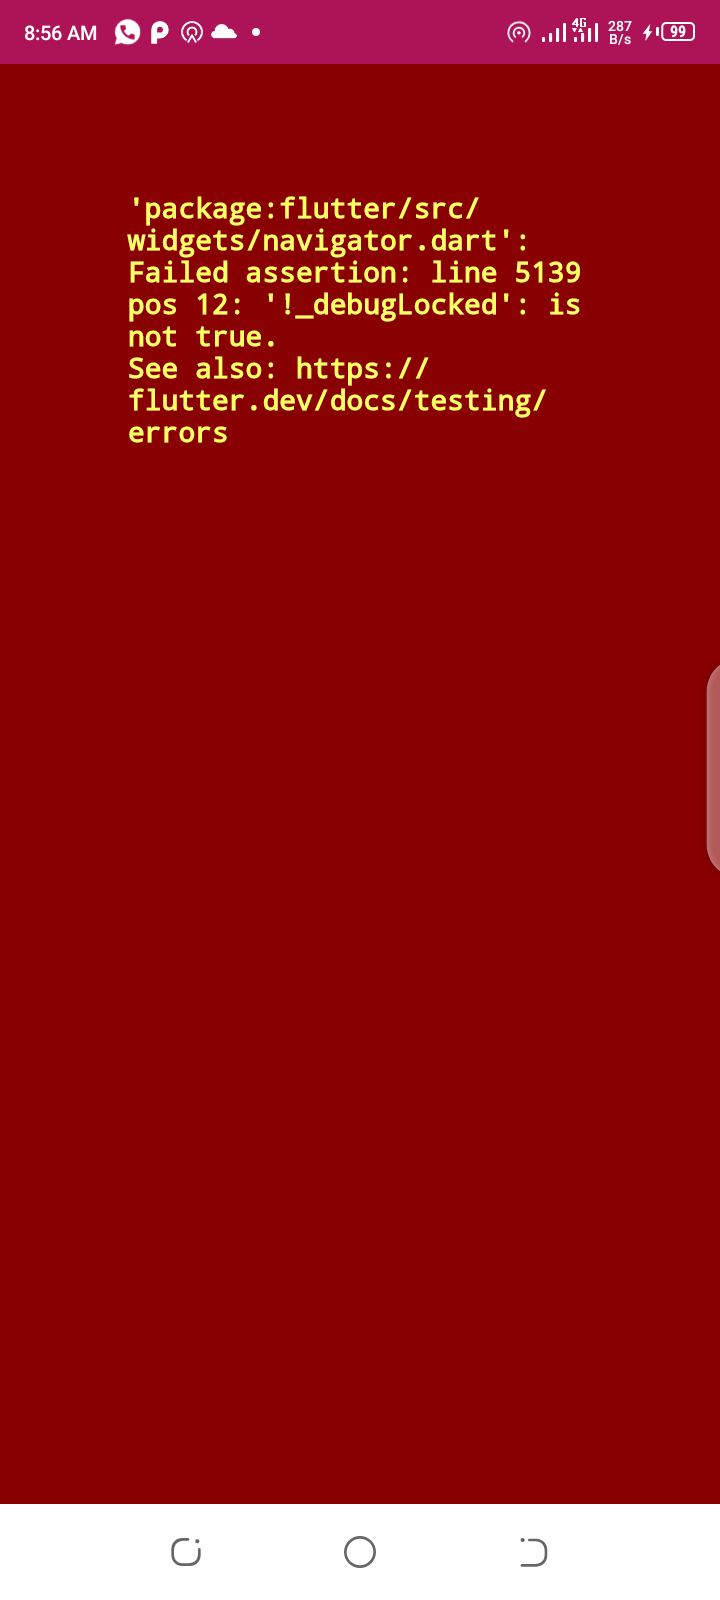 8:56 AM
4G
287
B/s
99
'package:flutter/src/
widgets/navigator.dart':
Failed assertion: line 5139
pos 12: '!_debugLocked': is
not true.
See also: https://
flutter.dev/docs/testing/
errors